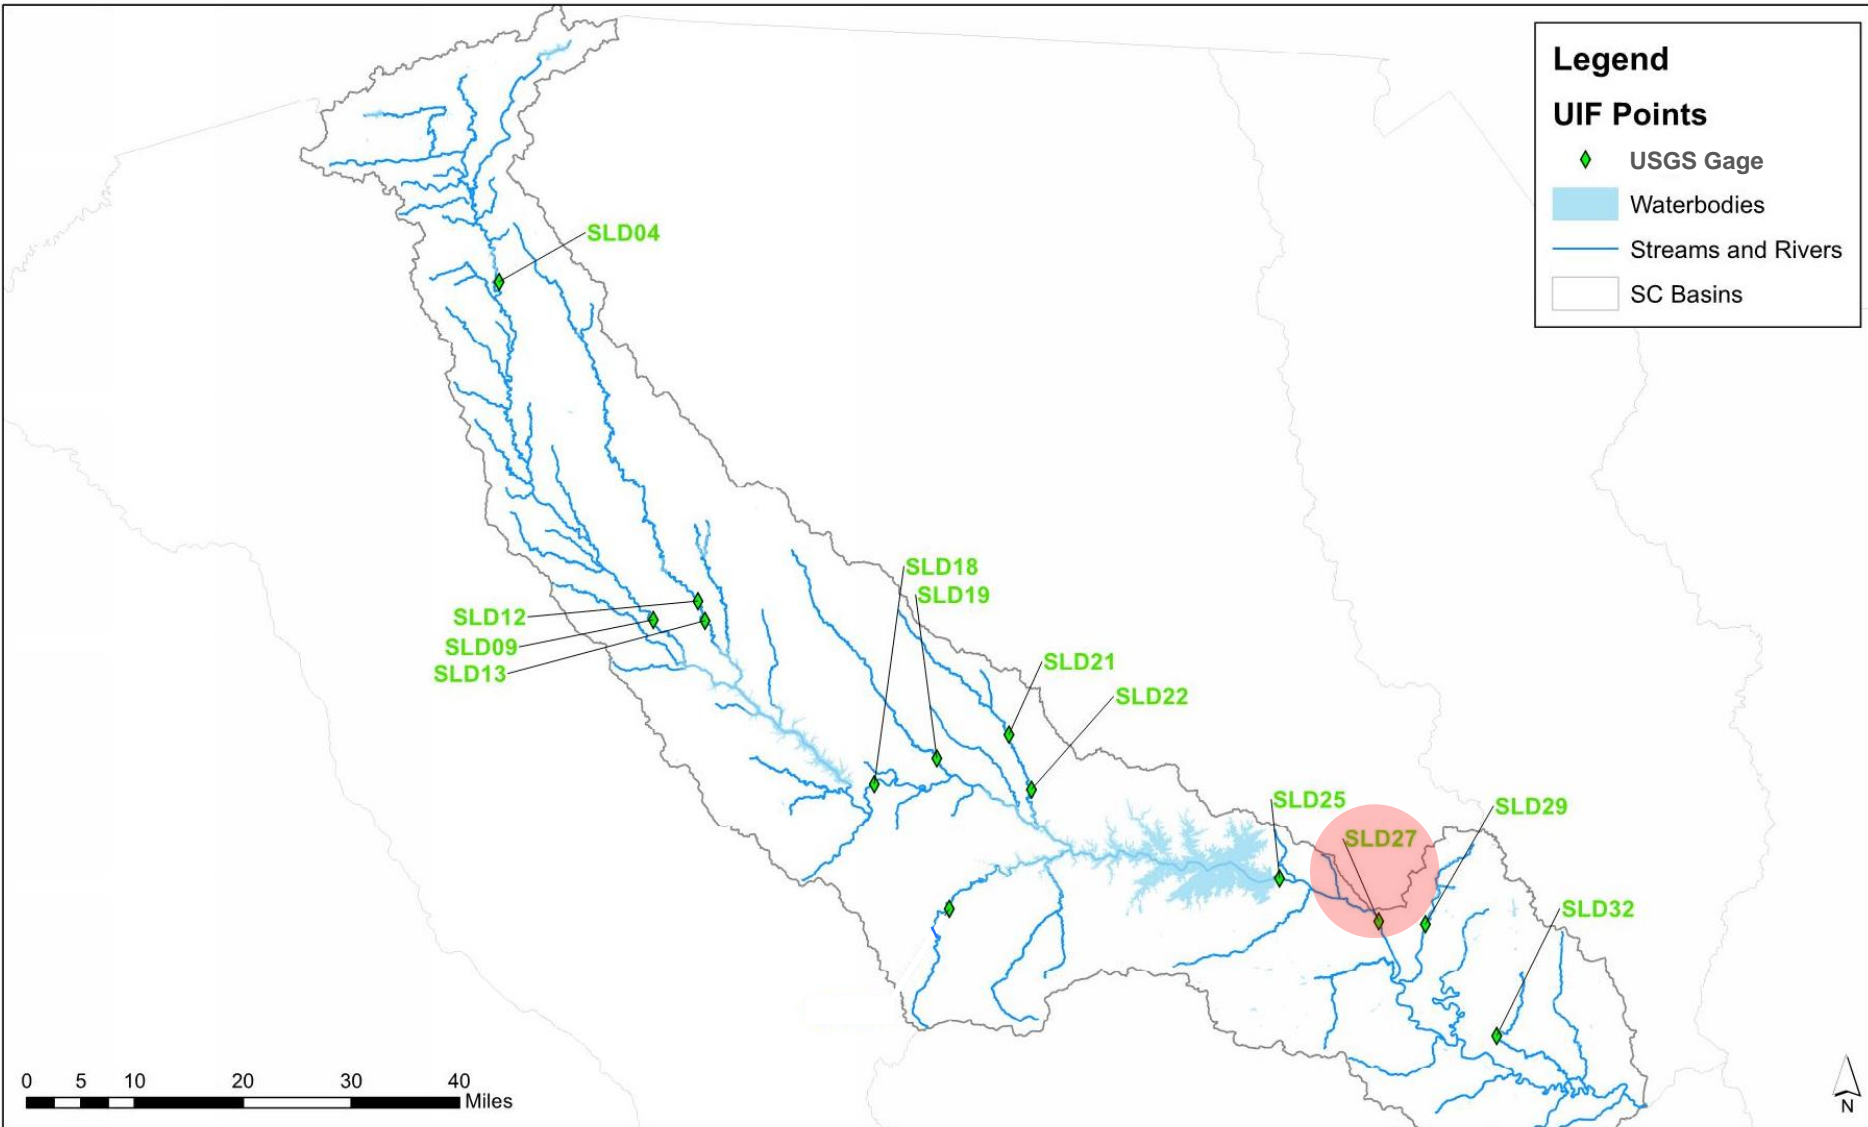 Legend
UIF Points
USGS Gage
Waterbodies
Streams and Rivers
SC Basins
SLD04
SLD18
SLD19
SLD12
SLD09
SLD13
SLD21
SLD22
SLD25
SLD27
SLD29
SLD32
0 5 10 20 30 40
Miles
N